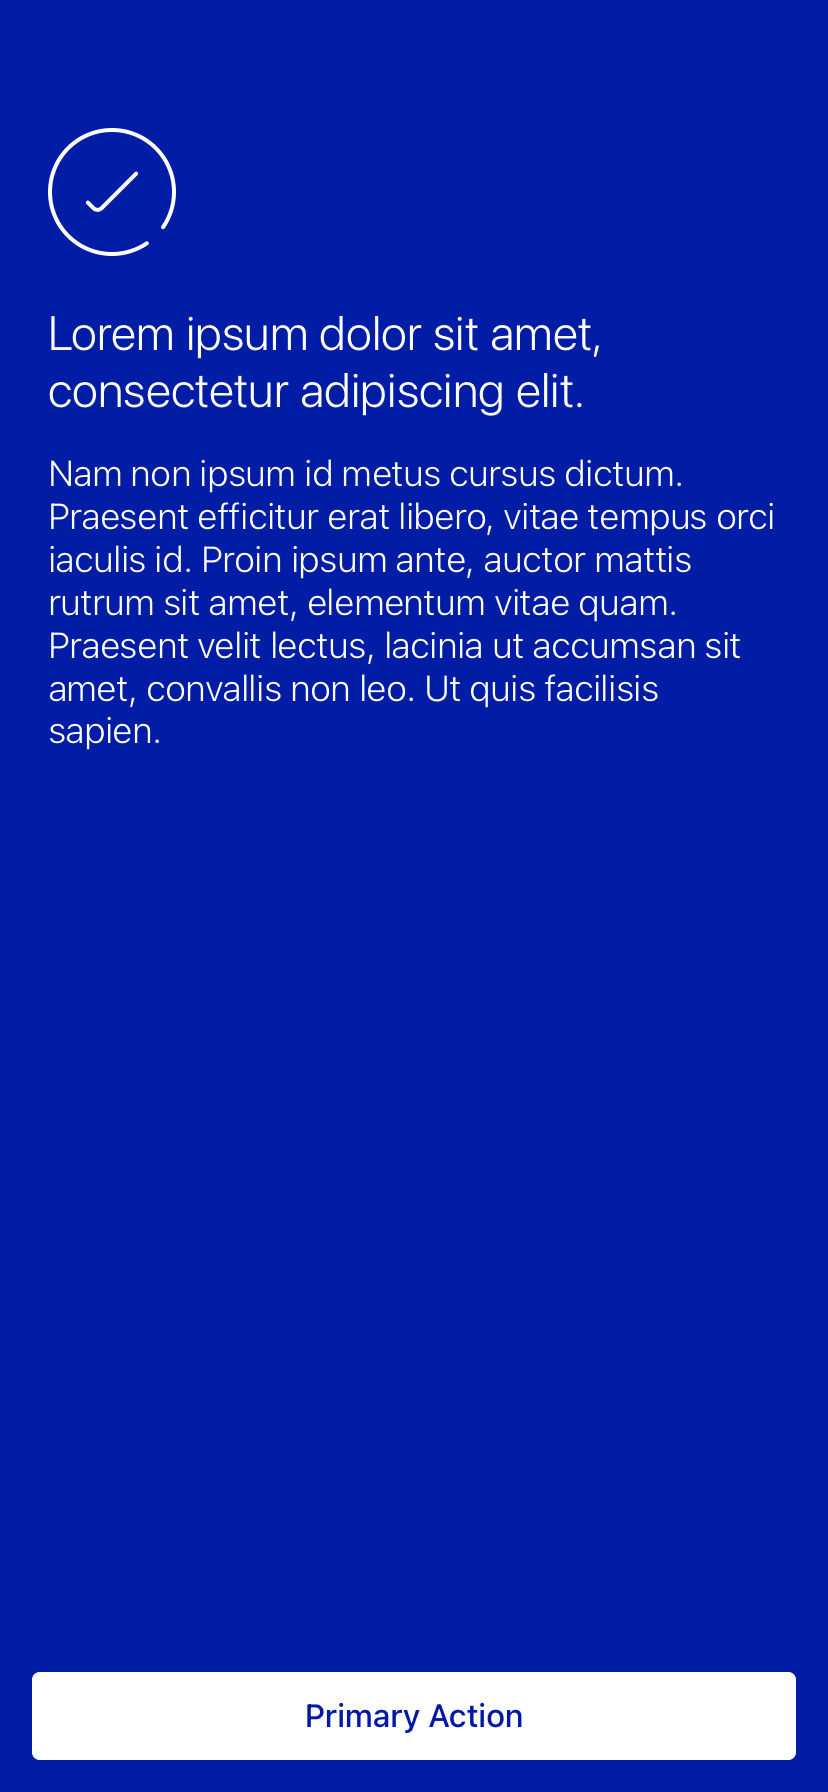 Lorem ipsum dolor sit amet,
consectetur adipiscing elit.
Nam non ipsum id metus cursus dictum.
Praesent efficitur erat libero, vitae tempus orci
iaculis id. Proin ipsum ante, auctor mattis
rutrum sit amet, elementum vitae quam.
Praesent velit lectus, lacinia ut accumsan sit
amet, convallis non leo. Ut quis facilisis
sapien.
Primary Action